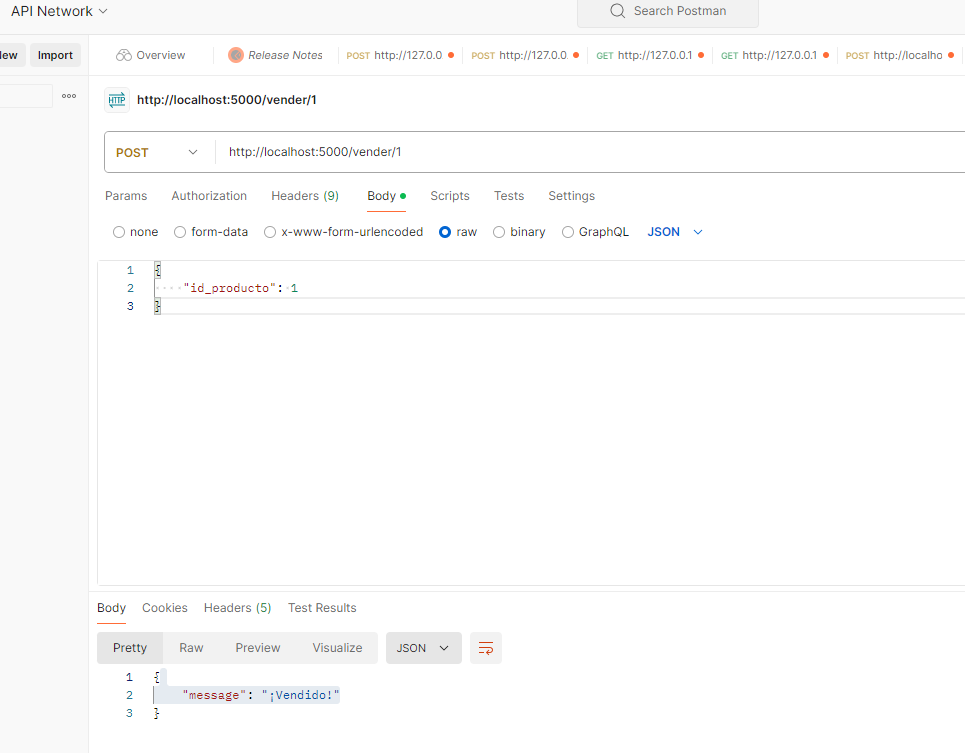 API Network
Search Postman
Import
Overview
Release Notes
POST http://127.0.0
POST http://127.0.0
GET http://127.0.0.1
GET http://127.0.0.1
POST http://localho
HTTP http://localhost:5000/vender/1
POST http://localhost:5000/vender/1
Params Authorization Headers (9) Body Scripts Tests Settings
none form-data x-www-form-urlencoded raw binary GraphQL JSON
1 {
2 "id_producto": 1
3 }
Body Cookies Headers (5) Test Results
Pretty Raw Preview Visualize JSON
1 {
2 "message": "¡Vendido!"
3 }